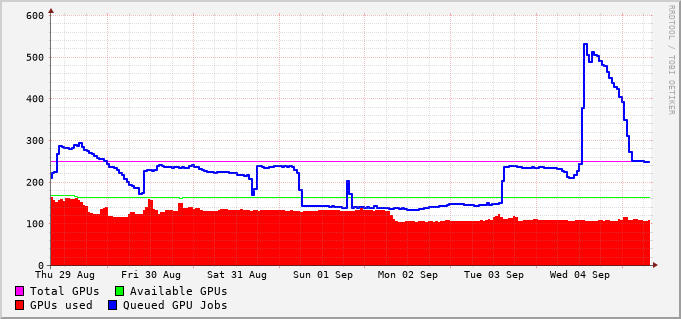 600
500
400
300
200
100
0
Thu 29 Aug Fri 30 Aug Sat 31 Aug Sun 01 Sep Mon 02 Sep Tue 03 Sep Wed 04 Sep
Total GPUs Available GPUs
GPUs used Queued GPU Jobs
RRDTOOL / TOBI OETIKER